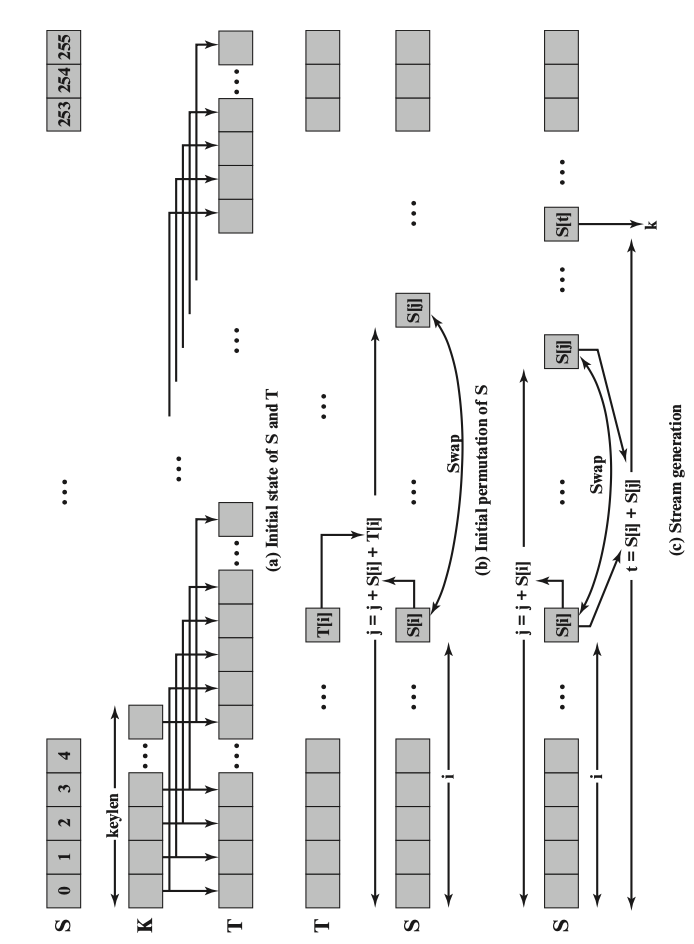 S 0 1 2 3 4 ... 253 254 255
keylen
K ... ...
T ... ... ... ...
(a) Initial state of S and T
T ... T[i] ...
j = j + S[i] + T[i]
S ... S[i] ... S[j] ...
i
Swap
(b) Initial permutation of S
j = j + S[i]
S ... S[i] ... S[j] ... S[t] ...
i
Swap
t = S[i] + S[j]
k
(c) Stream generation